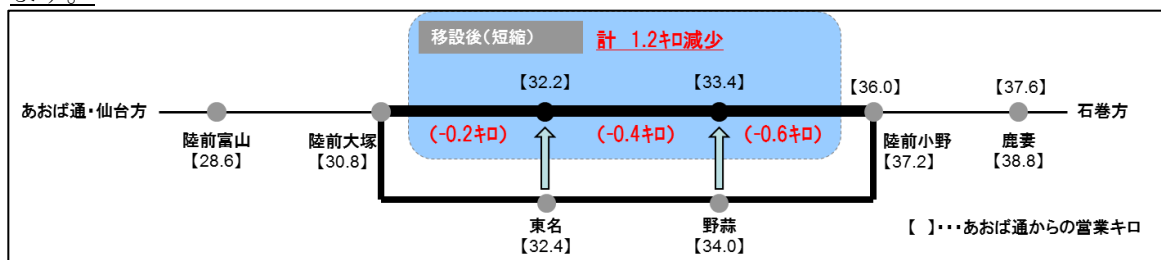 移設後(短縮)
計 1.2キロ減少
【32.2】
【33.4】
【36.0】
【37.6】
あおば通・仙台方
石巻方
(-0.2キロ)
(-0.4キロ)
(-0.6キロ)
陸前富山
【28.6】
陸前大塚
【30.8】
陸前小野
【37.2】
鹿妻
【38.8】
東名
【32.4】
野蒜
【34.0】
【 】・・・あおば通からの営業キロ